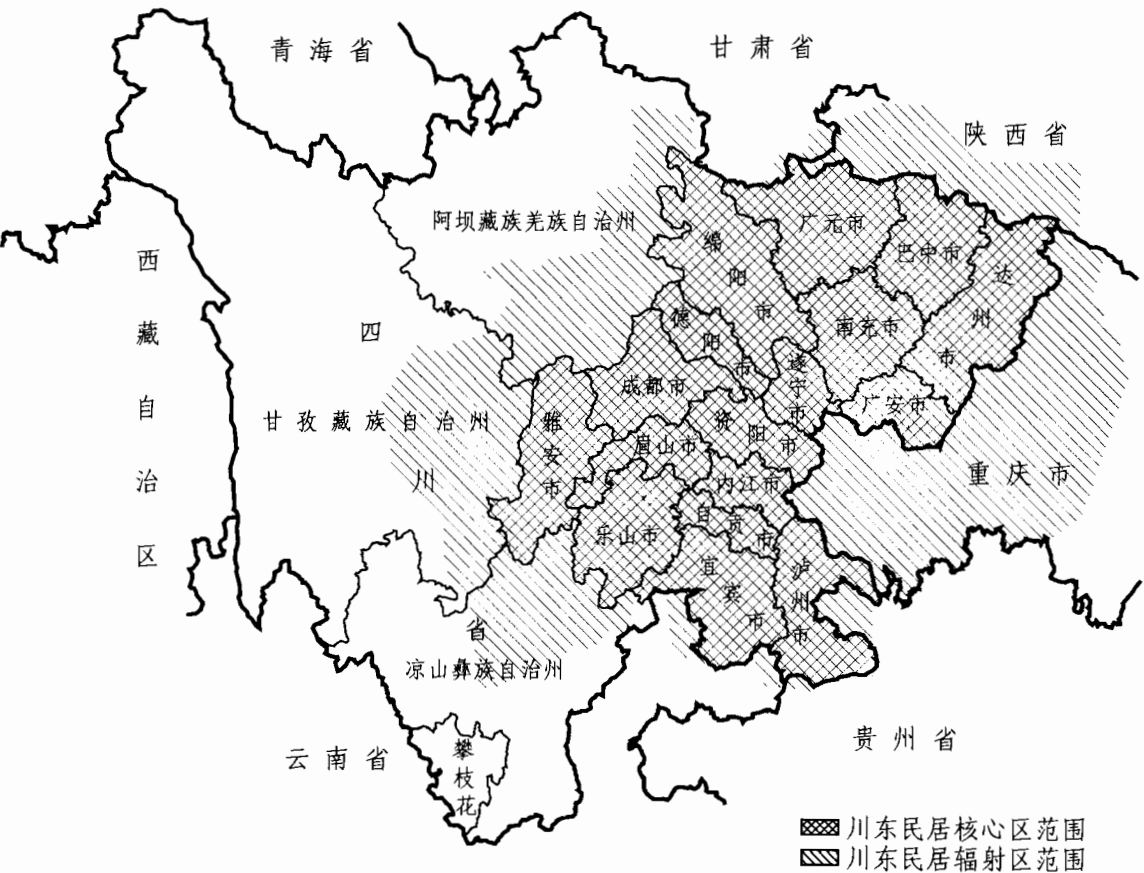 青海省
甘肃省
陕西省
阿坝藏族羌族自治州
广元市
绵阳市
巴中市
达州市
西藏自治区
四川省
南充市
德阳市
遂宁市
成都市
广安市
甘孜藏族自治州
雅安市
资阳市
眉山市
重庆市
内江市
自贡市
乐山市
宜宾市
泸州市
凉山彝族自治州
云南省
贵州省
攀枝花
川东民居核心区范围
川东民居辐射区范围